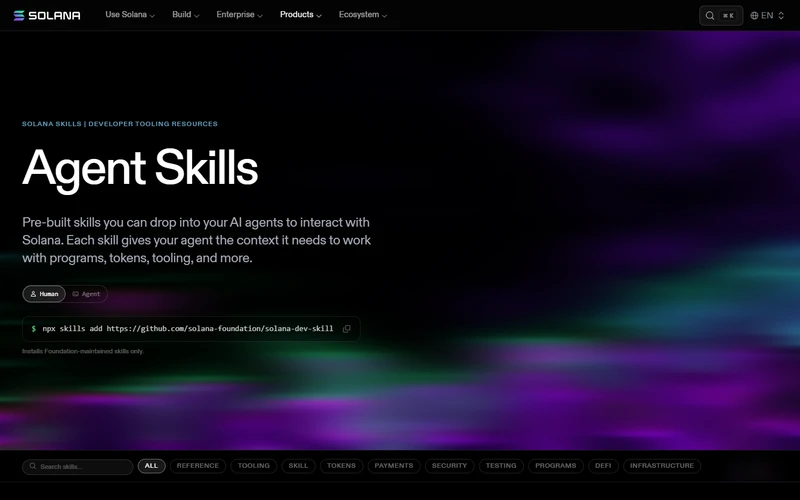 SOLANA Use Solana Build Enterprise Products Ecosystem ⌘ K EN
SOLANA SKILLS | DEVELOPER TOOLING RESOURCES
Agent Skills
Pre-built skills you can drop into your AI agents to interact with
Solana. Each skill gives your agent the context it needs to work
with programs, tokens, tooling, and more.
Human Agent
$ npx skills add https://github.com/solana-foundation/solana-dev-skill
Installs Foundation-maintained skills only.
Search skills... ALL REFERENCE TOOLING SKILL TOKENS PAYMENTS SECURITY TESTING PROGRAMS DEFI INFRASTRUCTURE